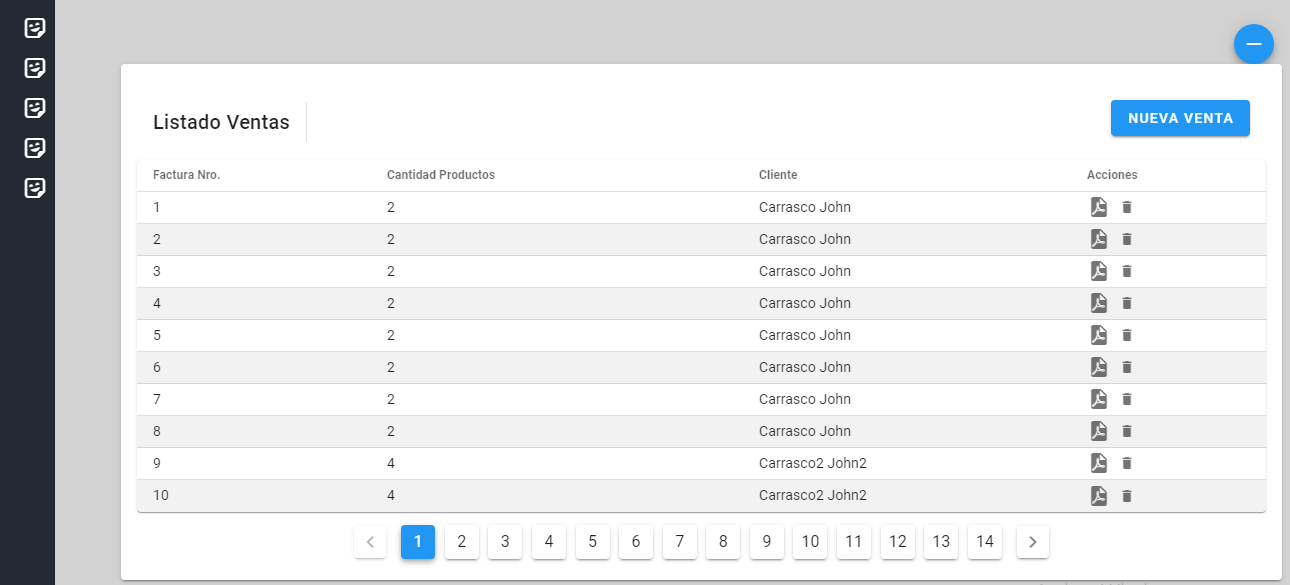 Listado Ventas
NUEVA VENTA
Factura Nro. Cantidad Productos Cliente Acciones
1 2 Carrasco John
2 2 Carrasco John
3 2 Carrasco John
4 2 Carrasco John
5 2 Carrasco John
6 2 Carrasco John
7 2 Carrasco John
8 2 Carrasco John
9 4 Carrasco2 John2
10 4 Carrasco2 John2
1 2 3 4 5 6 7 8 9 10 11 12 13 14